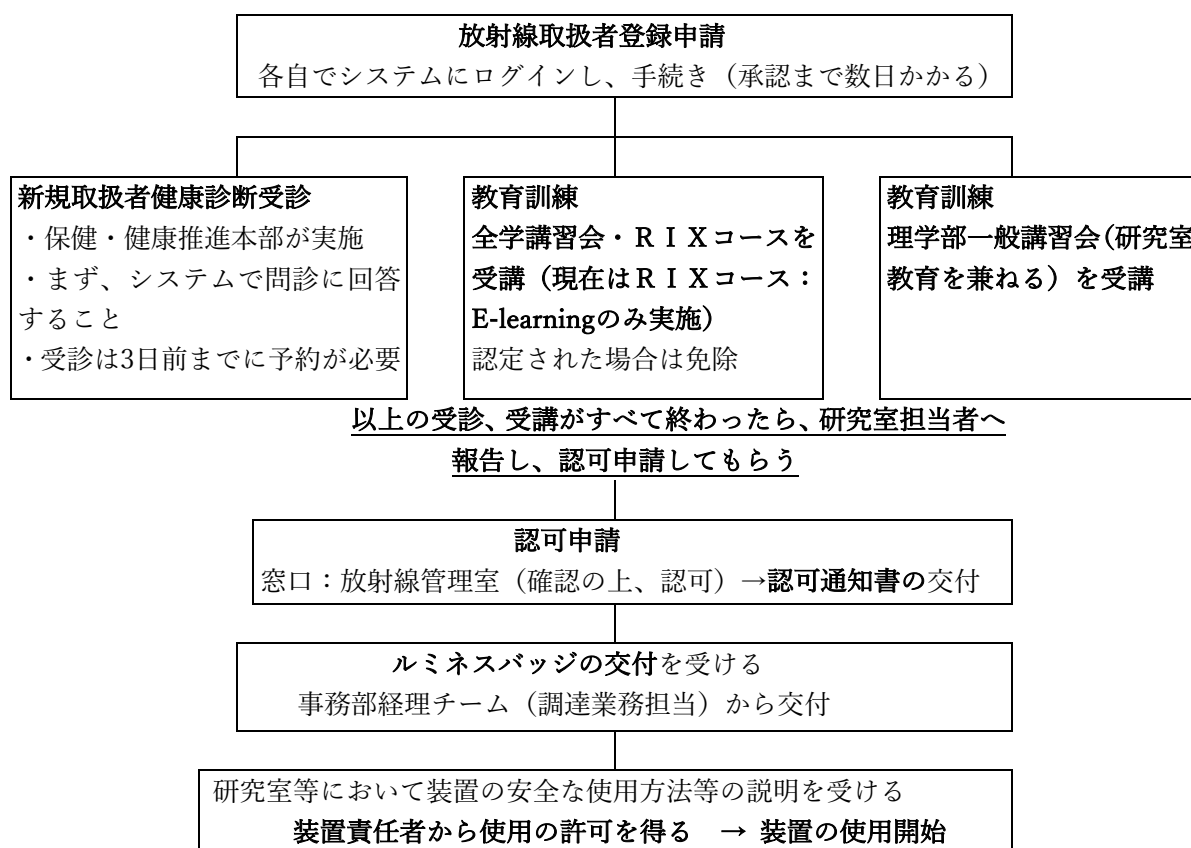 放射線取扱者登録申請
各自でシステムにログインし、手続き（承認まで数日かかる）
新規取扱者健康診断受診
・保健・健康推進本部が実施
・まず、システムで問診に回答
すること
・受診は3日前までに予約が必要
教育訓練
全学講習会・ＲＩＸコースを
受講（現在はＲＩＸコース：
E-learningのみ実施）
認定された場合は免除
教育訓練
理学部一般講習会(研究室
教育を兼ねる）を受講
以上の受診、受講がすべて終わったら、研究室担当者へ
報告し、認可申請してもらう
認可申請
窓口：放射線管理室（確認の上、認可）→認可通知書の交付
ルミネスバッジの交付を受ける
事務部経理チーム（調達業務担当）から交付
研究室等において装置の安全な使用方法等の説明を受ける
装置責任者から使用の許可を得る　→ 装置の使用開始